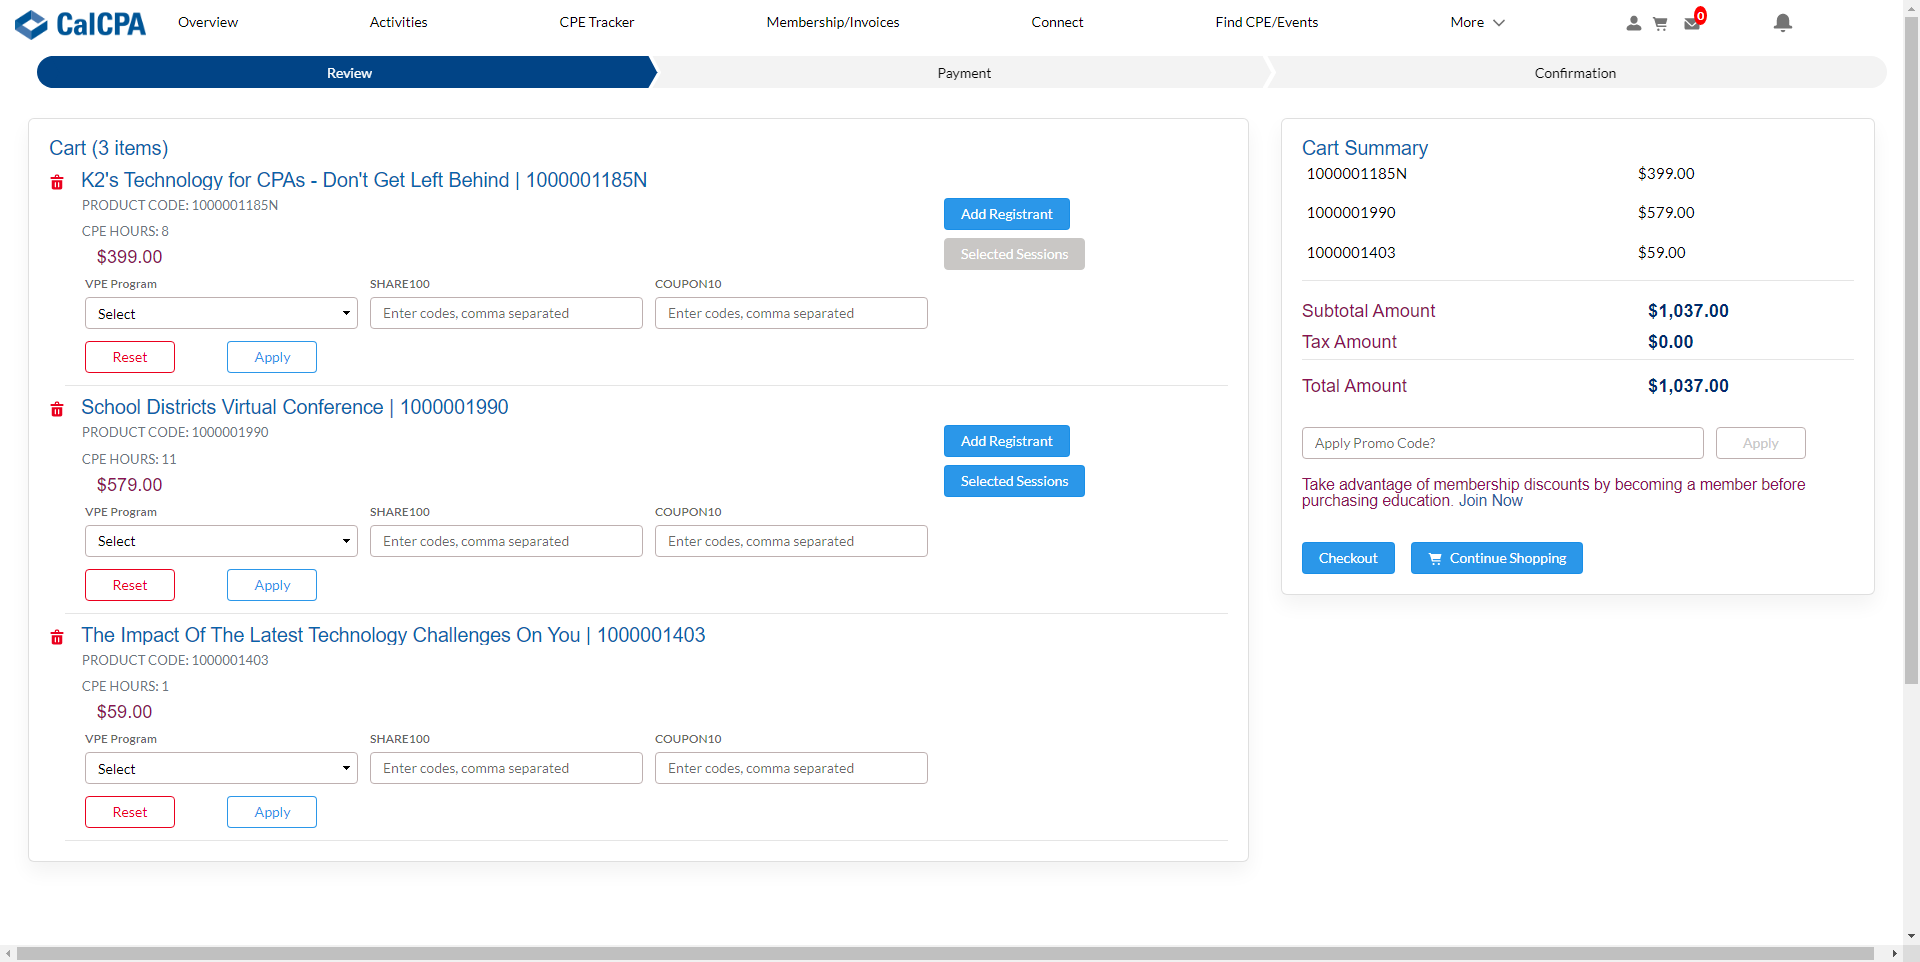 CalCPA
Overview
Activities
CPE Tracker
Membership/Invoices
Connect
Find CPE/Events
More
0
Review
Payment
Confirmation
Cart (3 items)
K2's Technology for CPAs - Don't Get Left Behind | 1000001185N
PRODUCT CODE: 1000001185N
CPE HOURS: 8
$399.00
Add Registrant
Selected Sessions
VPE Program
SHARE100
COUPON10
Select
Enter codes, comma separated
Enter codes, comma separated
Reset
Apply
School Districts Virtual Conference | 1000001990
PRODUCT CODE: 1000001990
CPE HOURS: 11
$579.00
Add Registrant
Selected Sessions
VPE Program
SHARE100
COUPON10
Select
Enter codes, comma separated
Enter codes, comma separated
Reset
Apply
The Impact Of The Latest Technology Challenges On You | 1000001403
PRODUCT CODE: 1000001403
CPE HOURS: 1
$59.00
VPE Program
SHARE100
COUPON10
Select
Enter codes, comma separated
Enter codes, comma separated
Reset
Apply
Cart Summary
1000001185N $399.00
1000001990 $579.00
1000001403 $59.00
Subtotal Amount $1,037.00
Tax Amount $0.00
Total Amount $1,037.00
Apply Promo Code?
Apply
Take advantage of membership discounts by becoming a member before
purchasing education. Join Now
Checkout
Continue Shopping